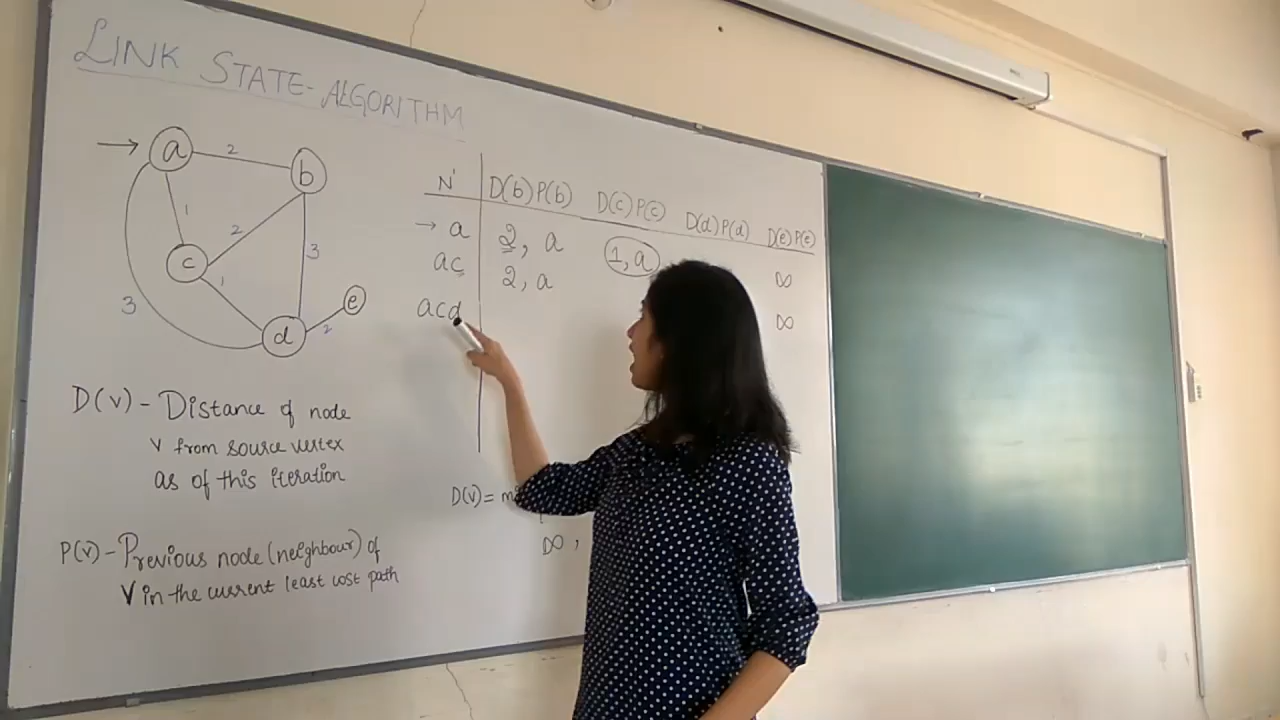 LINK STATE-ALGORITHM
a 2 b
1 2 3
c 1
3 d 2 e
N' D(b)P(b) D(c)P(c) D(d)P(d) D(e)P(e)
→ a 2, a 1, a ∞
ac 2, a ∞
acd
D(v) - Distance of node
v from source vertex
as of this iteration
P(v) - Previous node (neighbour) of
V in the current least cost path
D(v) =
∞ ,